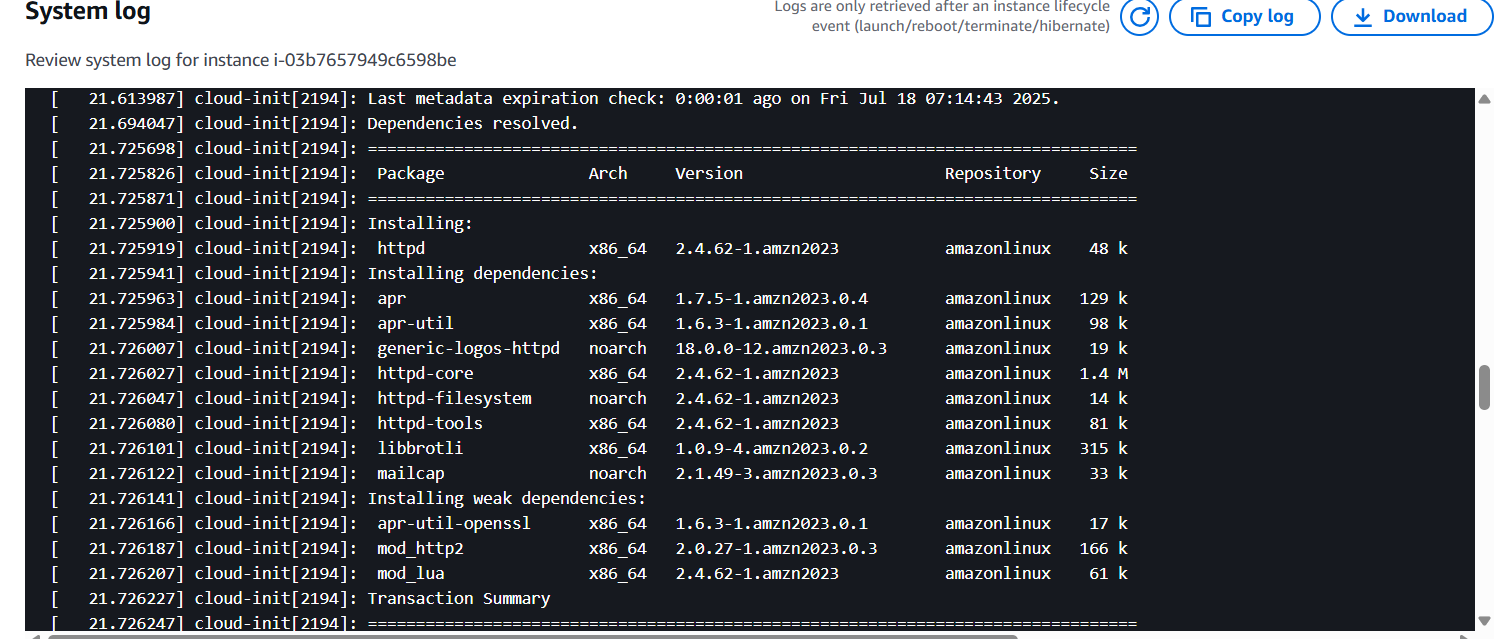 System log
Logs are only retrieved after an instance lifecycle
event (launch/reboot/terminate/hibernate)
Copy log
Download
Review system log for instance i-03b7657949c6598be
[   21.613987] cloud-init[2194]: Last metadata expiration check: 0:00:01 ago on Fri Jul 18 07:14:43 2025.
[   21.694047] cloud-init[2194]: Dependencies resolved.
[   21.725698] cloud-init[2194]: ================================================================================
[   21.725826] cloud-init[2194]:  Package               Arch     Version                     Repository     Size
[   21.725871] cloud-init[2194]: ================================================================================
[   21.725900] cloud-init[2194]: Installing:
[   21.725919] cloud-init[2194]:  httpd                 x86_64   2.4.62-1.amzn2023           amazonlinux    48 k
[   21.725941] cloud-init[2194]: Installing dependencies:
[   21.725963] cloud-init[2194]:  apr                   x86_64   1.7.5-1.amzn2023.0.4        amazonlinux   129 k
[   21.725984] cloud-init[2194]:  apr-util              x86_64   1.6.3-1.amzn2023.0.1        amazonlinux    98 k
[   21.726007] cloud-init[2194]:  generic-logos-httpd   noarch   18.0.0-12.amzn2023.0.3      amazonlinux    19 k
[   21.726027] cloud-init[2194]:  httpd-core            x86_64   2.4.62-1.amzn2023           amazonlinux   1.4 M
[   21.726047] cloud-init[2194]:  httpd-filesystem      noarch   2.4.62-1.amzn2023           amazonlinux    14 k
[   21.726080] cloud-init[2194]:  httpd-tools           x86_64   2.4.62-1.amzn2023           amazonlinux    81 k
[   21.726101] cloud-init[2194]:  libbrotli             x86_64   1.0.9-4.amzn2023.0.2        amazonlinux   315 k
[   21.726122] cloud-init[2194]:  mailcap               noarch   2.1.49-3.amzn2023.0.3       amazonlinux    33 k
[   21.726141] cloud-init[2194]: Installing weak dependencies:
[   21.726166] cloud-init[2194]:  apr-util-openssl      x86_64   1.6.3-1.amzn2023.0.1        amazonlinux    17 k
[   21.726187] cloud-init[2194]:  mod_http2             x86_64   2.0.27-1.amzn2023.0.3       amazonlinux   166 k
[   21.726207] cloud-init[2194]:  mod_lua               x86_64   2.4.62-1.amzn2023           amazonlinux    61 k
[   21.726227] cloud-init[2194]: Transaction Summary
[   21.726247] cloud-init[2194]: ================================================================================